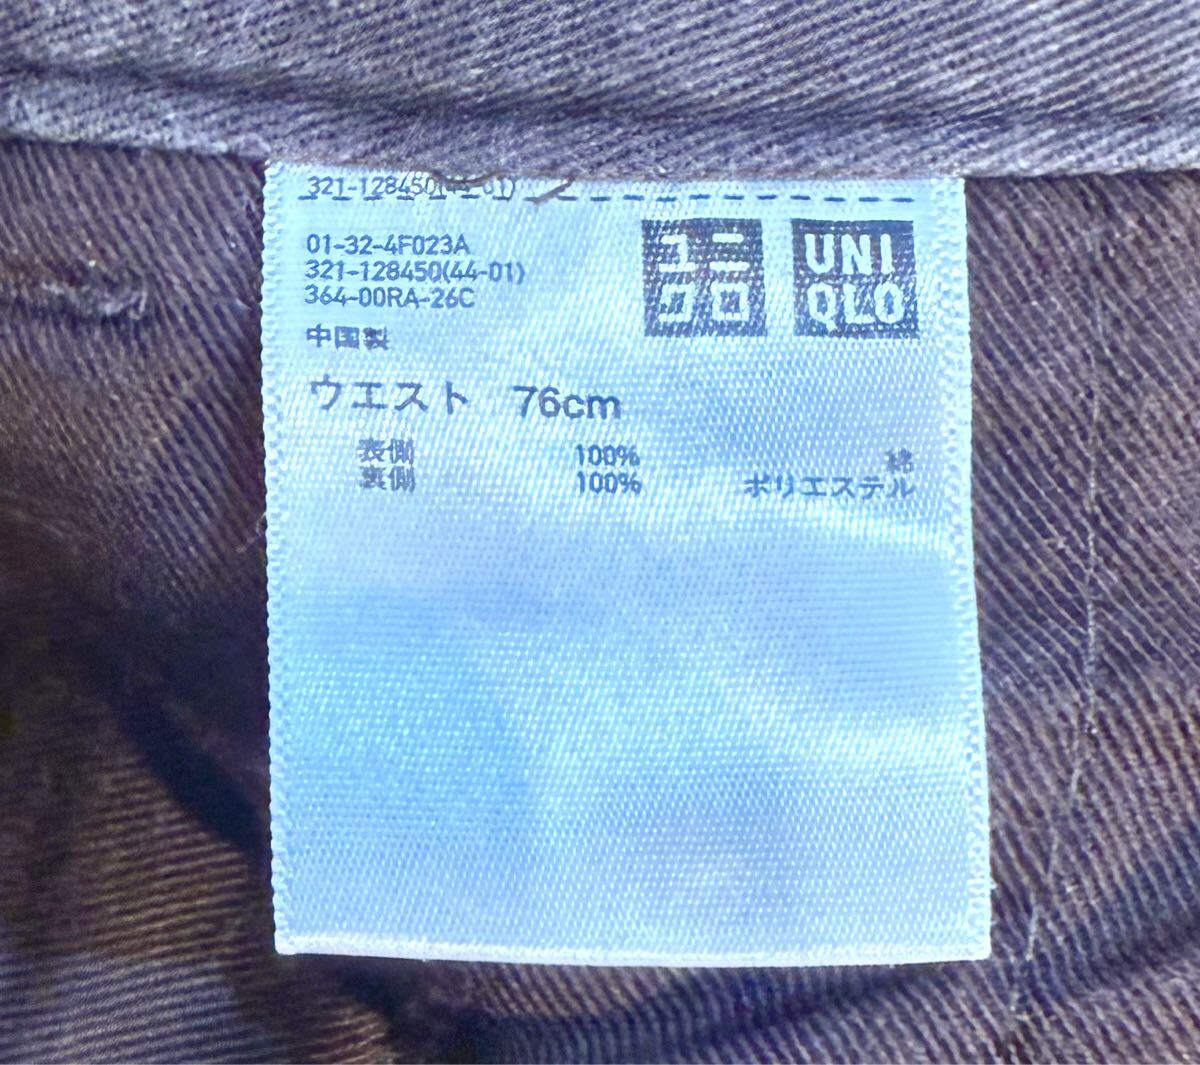 321-128450(44-01)
01-32-4F023A
321-128450(44-01)
364-00RA-26C
中国製
ユニ
クロ
UNI
QLO
ウエスト 76cm
表側 100% 綿
裏側 100% ポリエステル